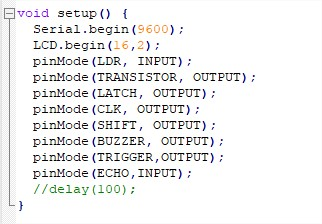 void setup() {
Serial.begin(9600);
LCD.begin(16,2);
pinMode(LDR, INPUT);
pinMode(TRANSISTOR, OUTPUT);
pinMode(LATCH, OUTPUT);
pinMode(CLK, OUTPUT);
pinMode(SHIFT, OUTPUT);
pinMode(BUZZER, OUTPUT);
pinMode(TRIGGER,OUTPUT);
pinMode(ECHO,INPUT);
//delay(100);
}